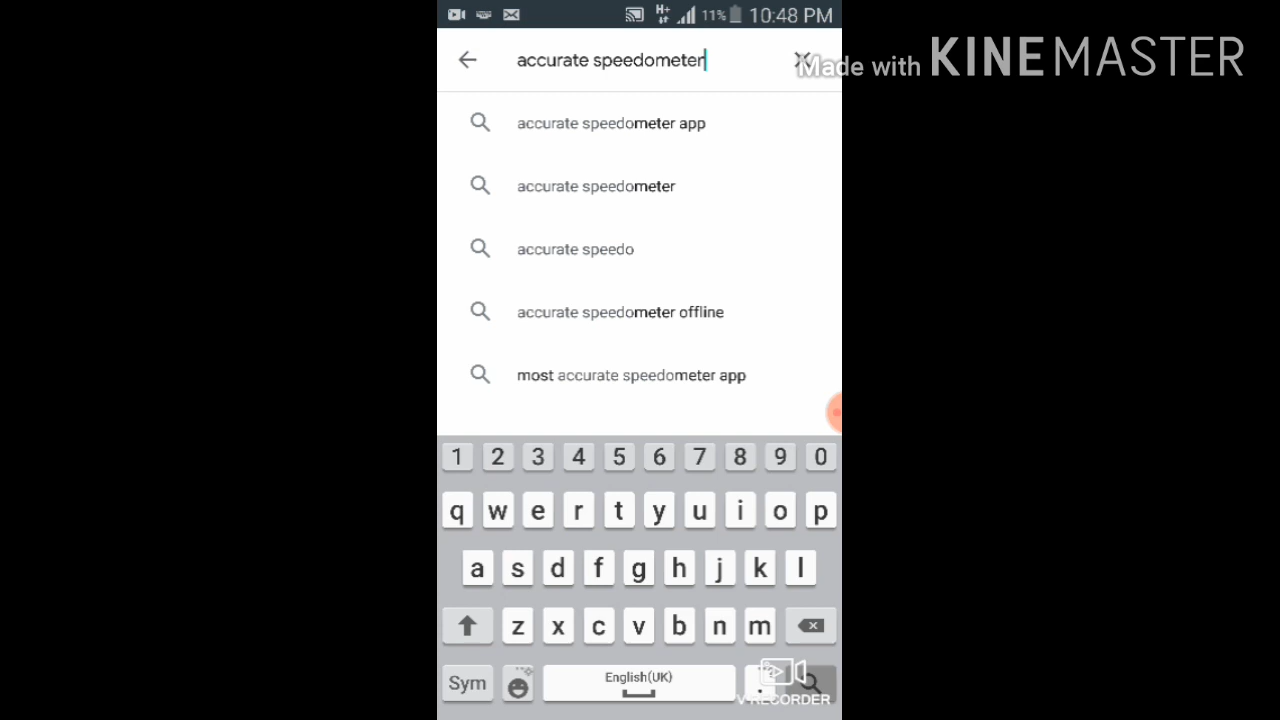 11% 10:48 PM
accurate speedometer
Made with KINEMASTER
accurate speedometer app
accurate speedometer
accurate speedo
accurate speedometer offline
most accurate speedometer app
1 2 3 4 5 6 7 8 9 0
q w e r t y u i o p
a s d f g h j k l
z x c v b n m
Sym English(UK) .
V-RECORDER